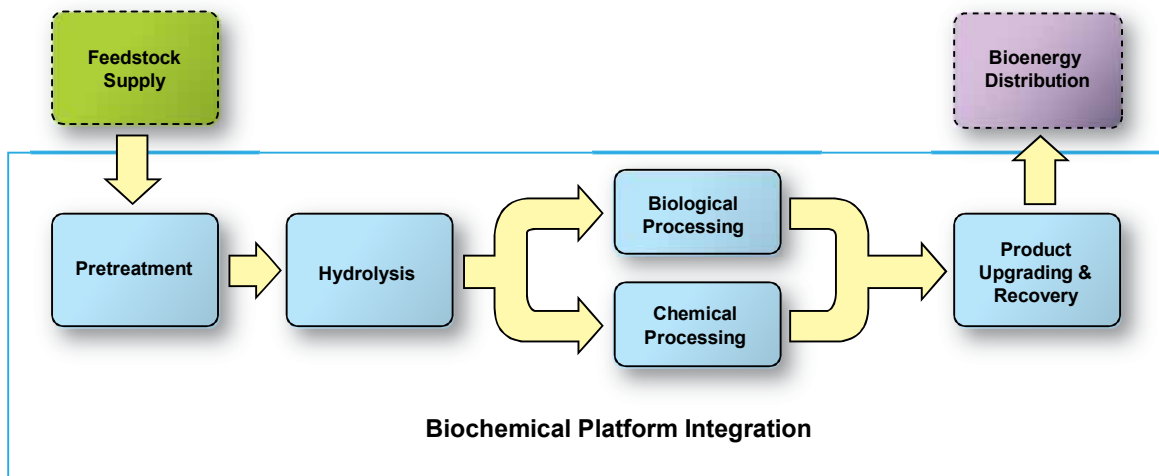 Feedstock
Supply
Bioenergy
Distribution
Pretreatment
Hydrolysis
Biological
Processing
Chemical
Processing
Product
Upgrading &
Recovery
Biochemical Platform Integration